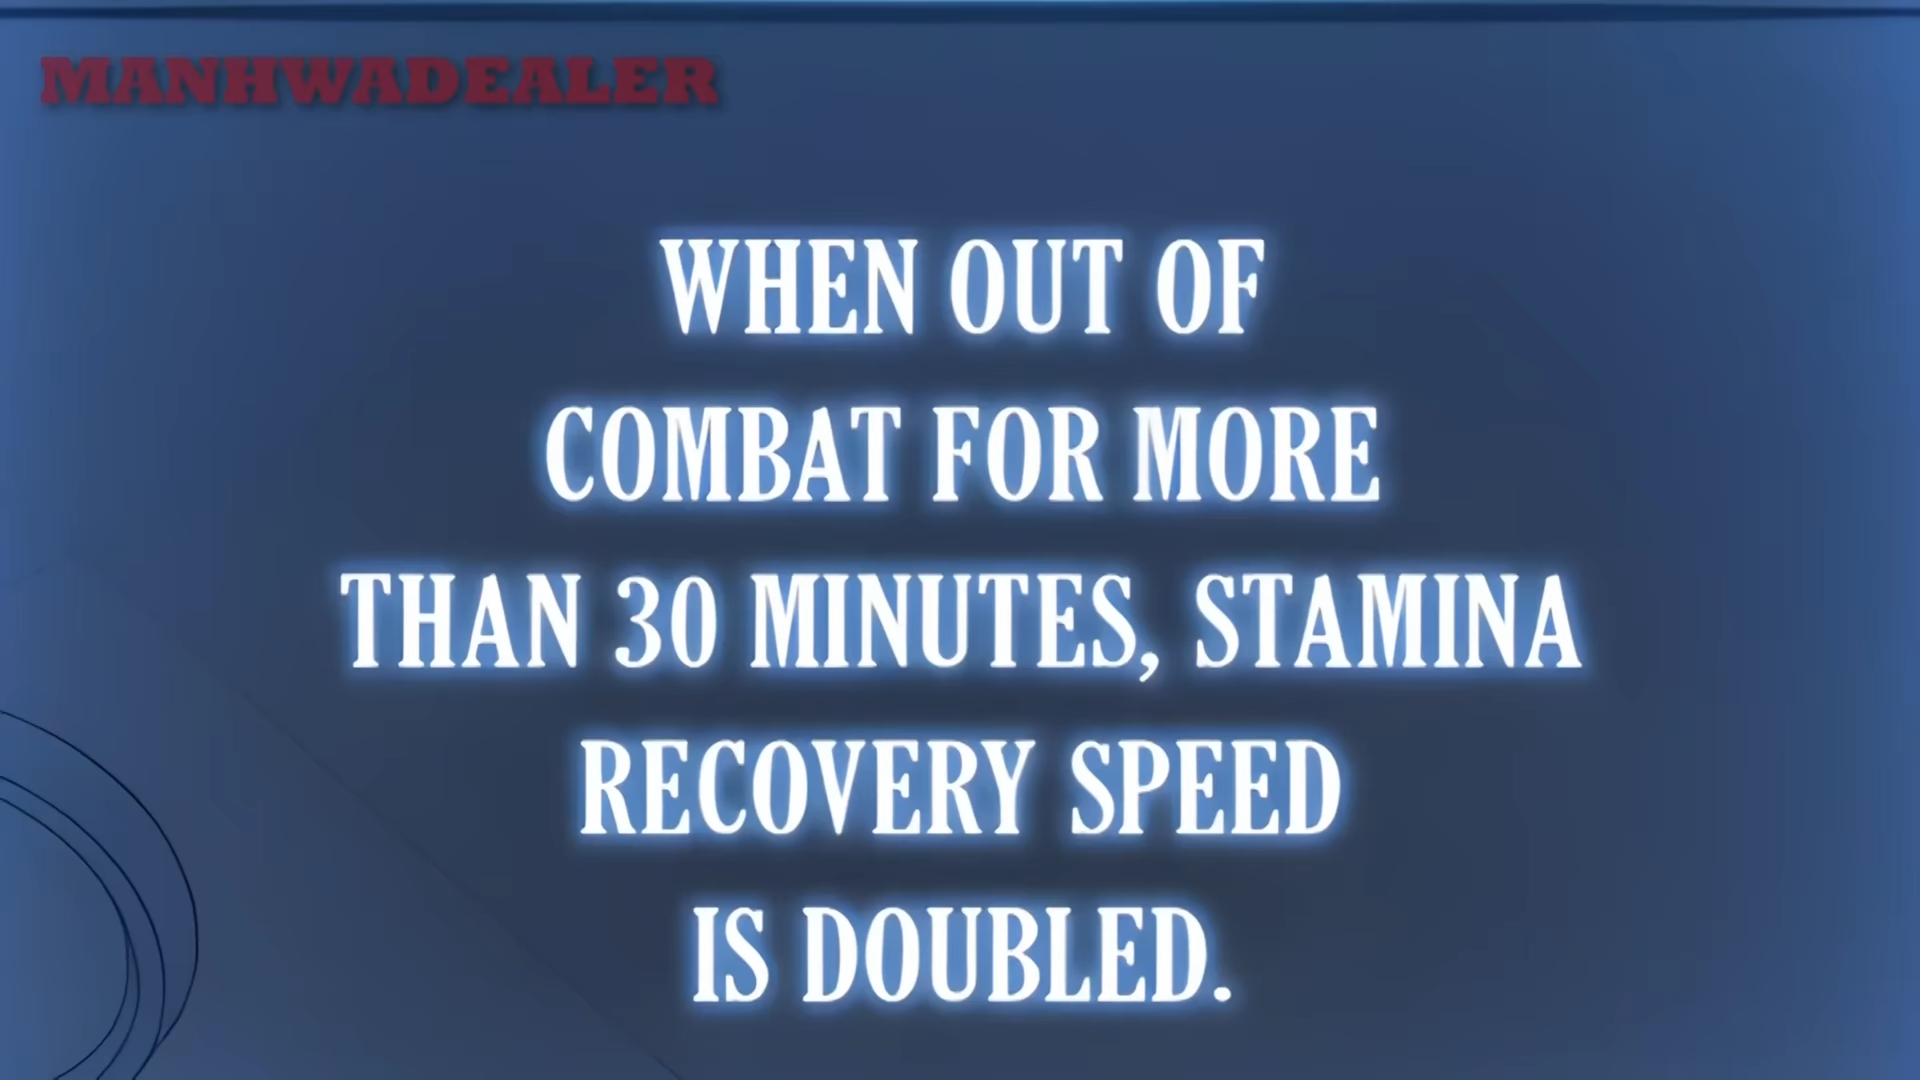 MANHWADEALER
WHEN OUT OF
COMBAT FOR MORE
THAN 30 MINUTES, STAMINA
RECOVERY SPEED
IS DOUBLED.